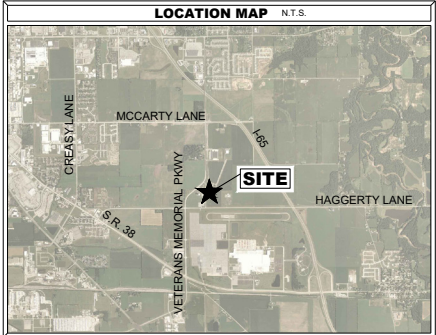 LOCATION MAP N.T.S.
MCCARTY LANE
CREASY LANE
I-65
VETERANS MEMORIAL PKWY
SITE
HAGGERTY LANE
S.R. 38